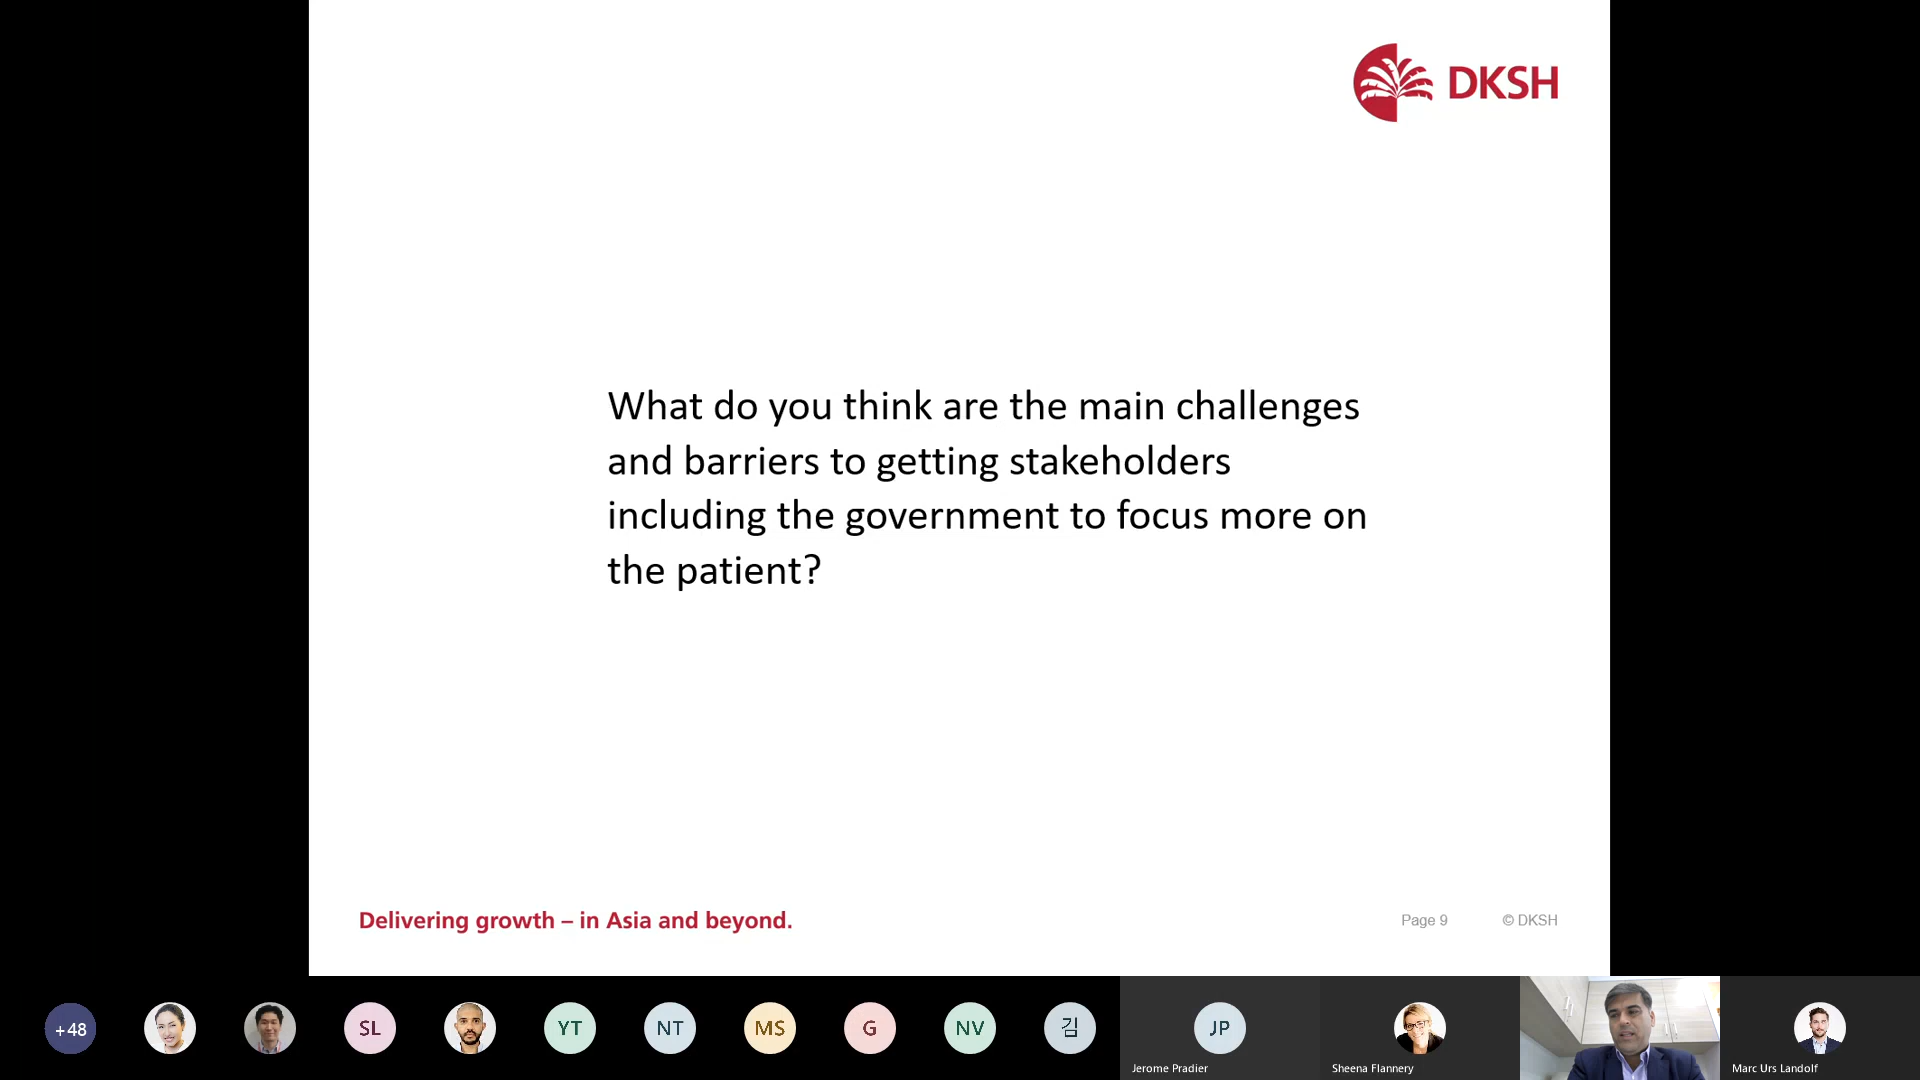 DKSH
What do you think are the main challenges
and barriers to getting stakeholders
including the government to focus more on
the patient?
Delivering growth – in Asia and beyond.
Page 9
© DKSH
+48
SL
YT
NT
MS
G
NV
김
JP
Jerome Pradier
Sheena Flannery
Marc Urs Landolf